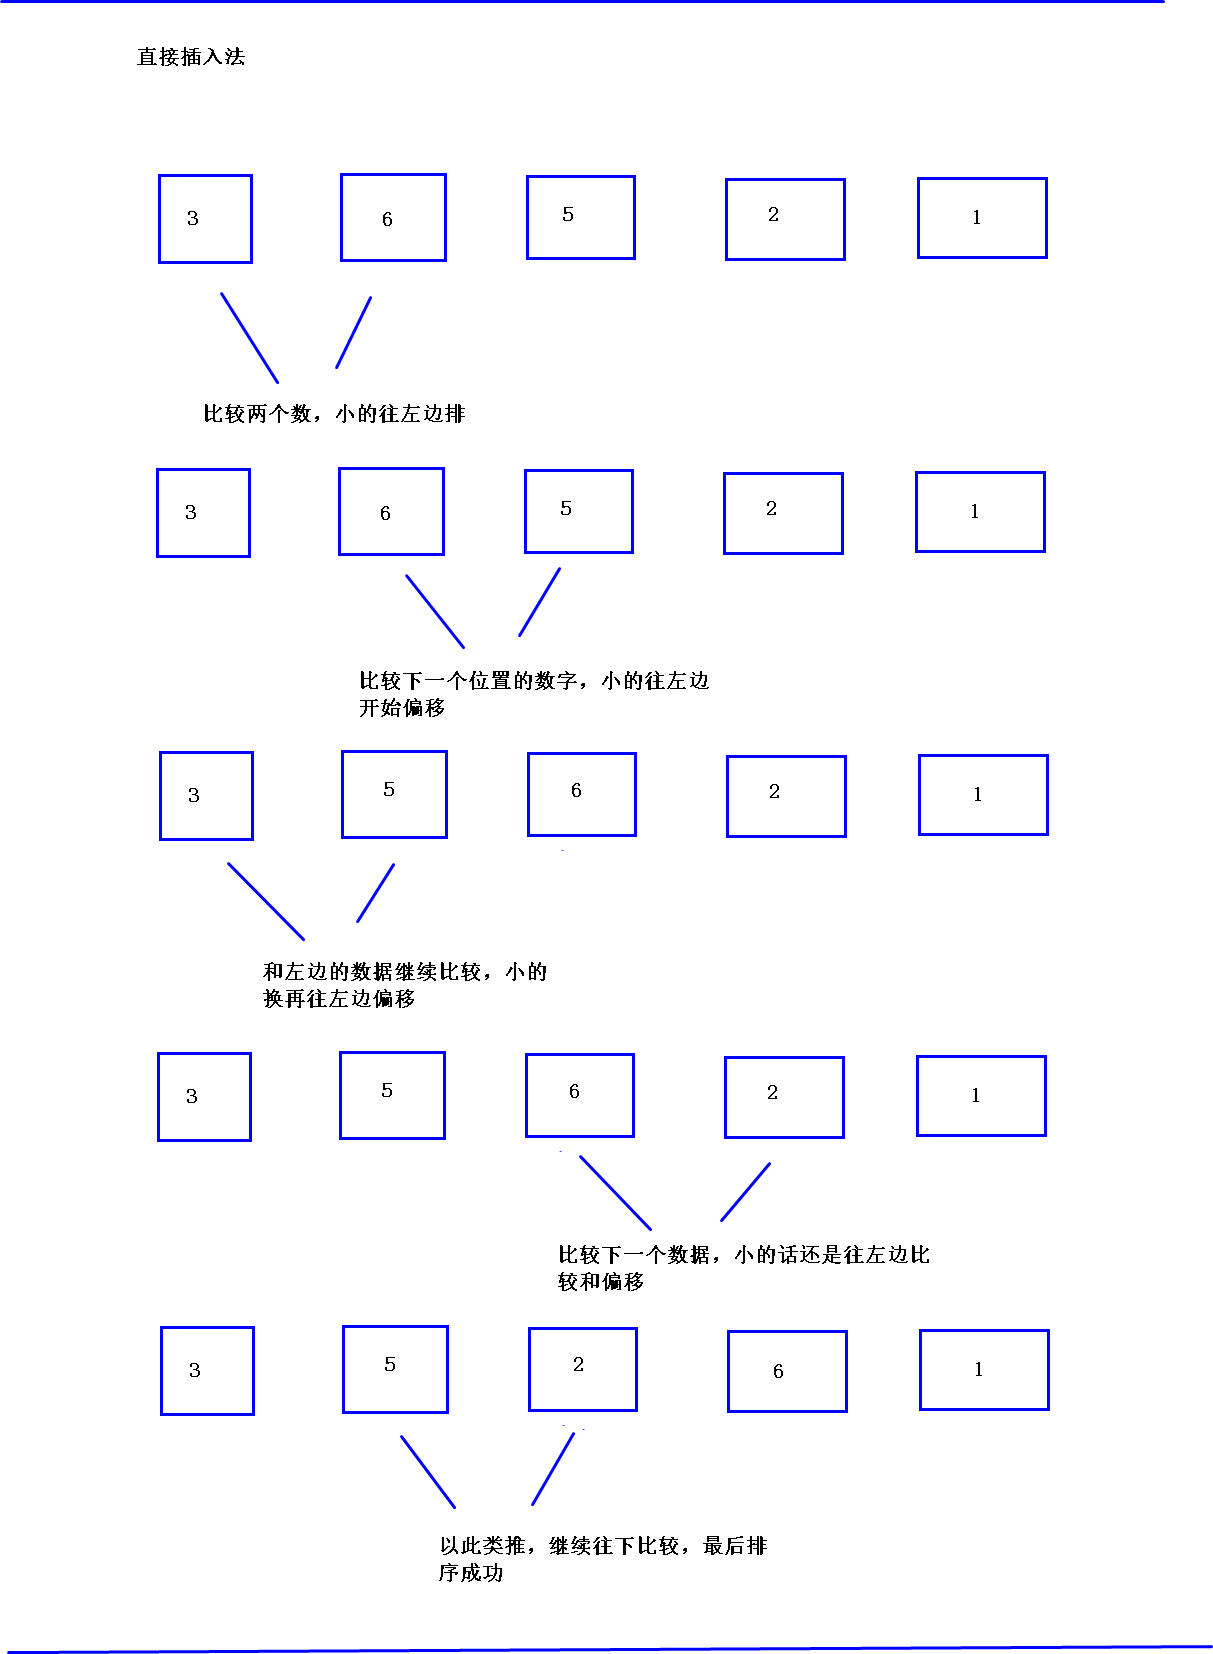 直接插入法
3 6 5 2 1
比较两个数，小的往左边排
3 6 5 2 1
比较下一个位置的数字，小的往左边
开始偏移
3 5 6 2 1
和左边的数据继续比较，小的
换再往左边偏移
3 5 6 2 1
比较下一个数据，小的话还是往左边比
较和偏移
3 5 2 6 1
以此类推，继续往下比较，最后排
序成功